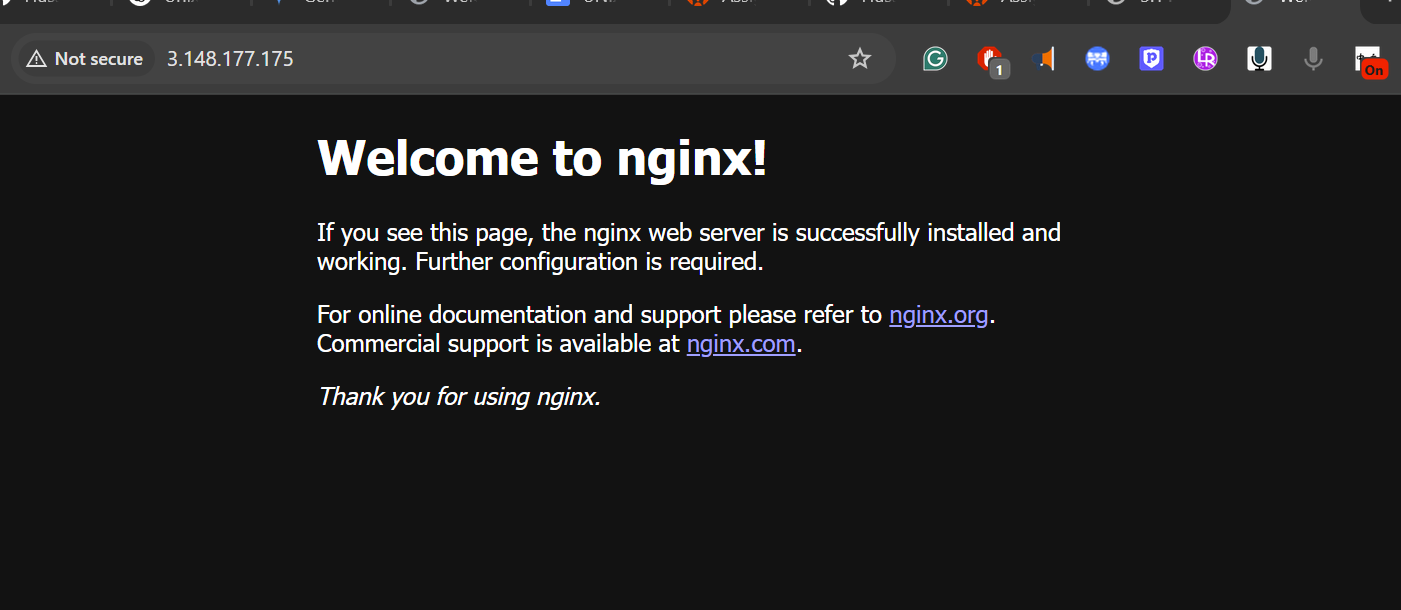 Not secure
3.148.177.175
1
On
Welcome to nginx!
If you see this page, the nginx web server is successfully installed and
working. Further configuration is required.
For online documentation and support please refer to nginx.org.
Commercial support is available at nginx.com.
Thank you for using nginx.